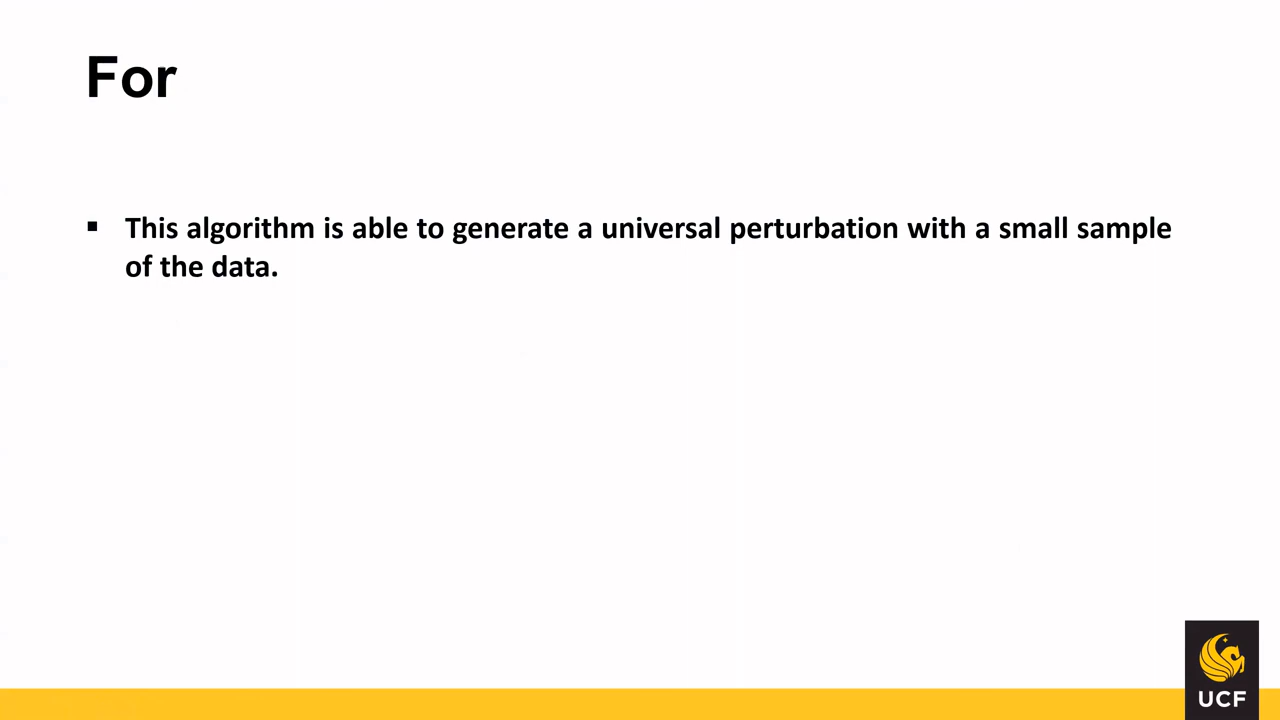 For
▪ This algorithm is able to generate a universal perturbation with a small sample
of the data.
UCF